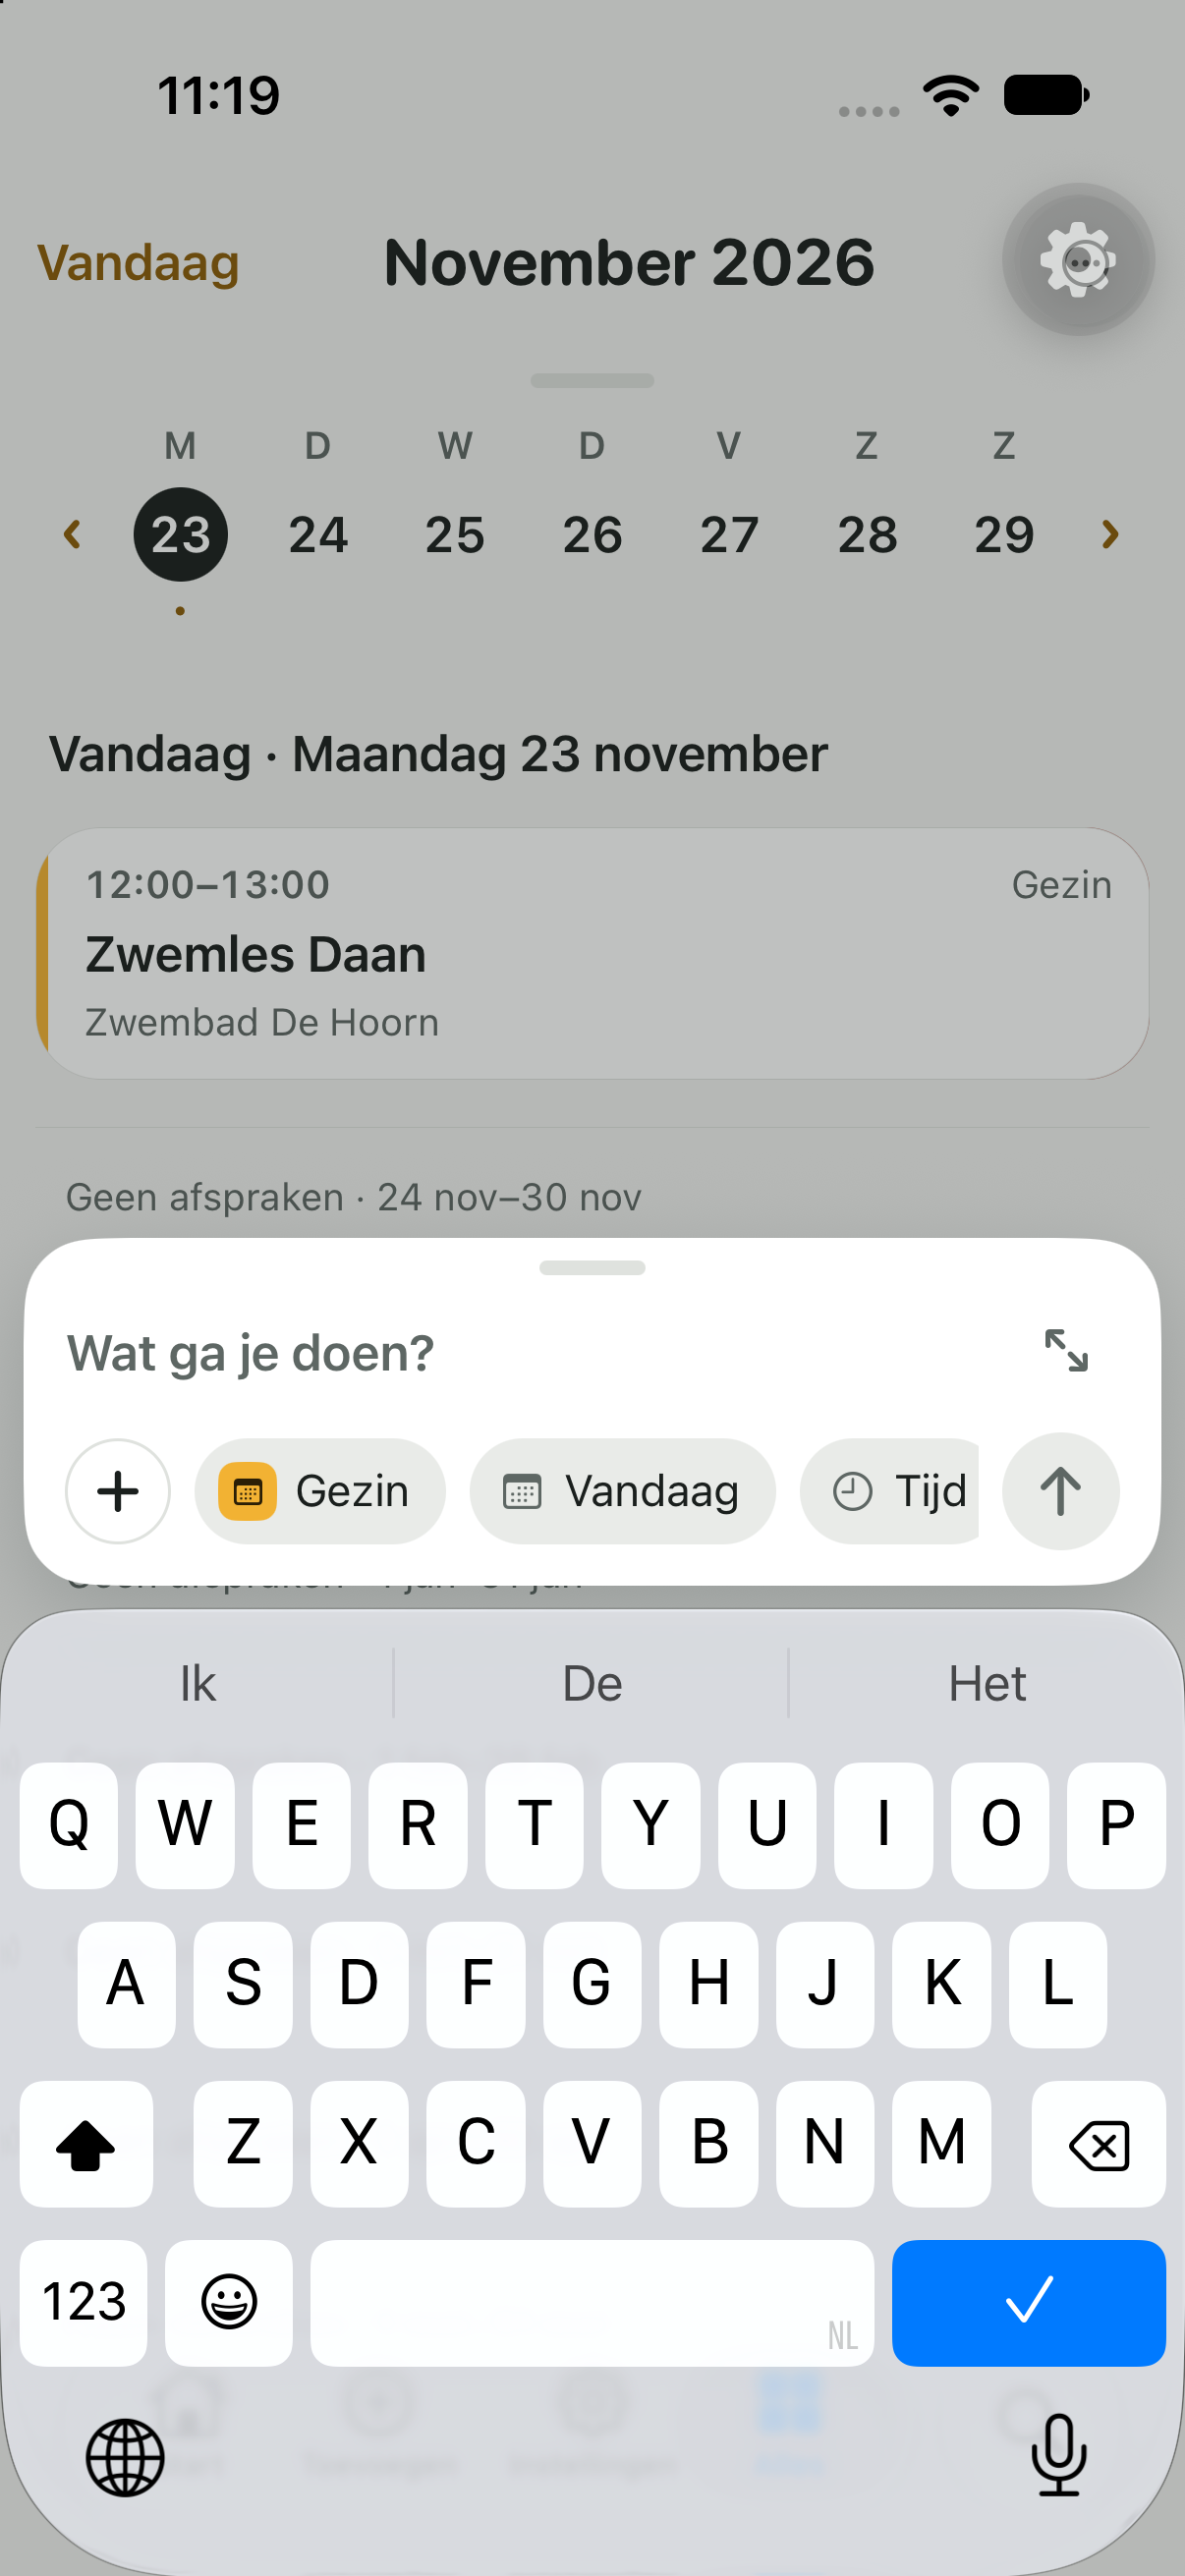 11:19
Vandaag
November 2026
M D W D V Z Z
23 24 25 26 27 28 29
Vandaag · Maandag 23 november
12:00–13:00
Gezin
Zwemles Daan
Zwembad De Hoorn
Geen afspraken · 24 nov–30 nov
Wat ga je doen?
Gezin
Vandaag
Tijd
Ik
De
Het
Q W E R T Y U I O P
A S D F G H J K L
Z X C V B N M
123
NL